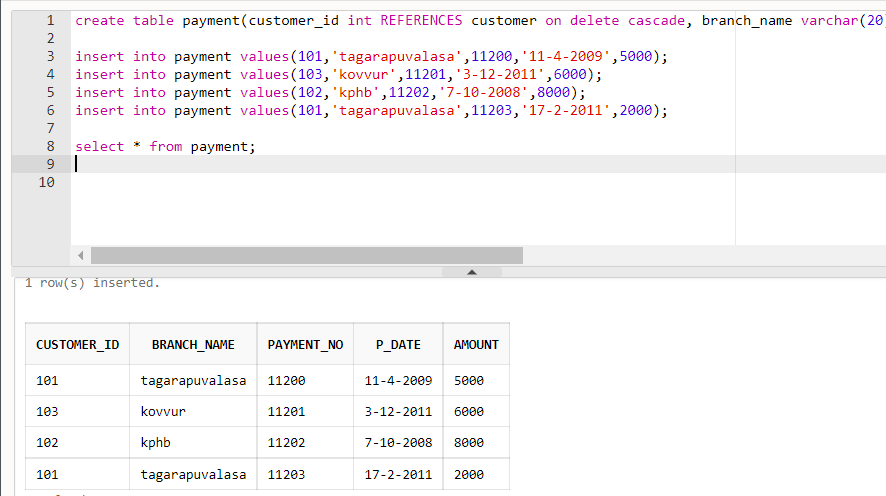 1 create table payment(customer_id int REFERENCES customer on delete cascade, branch_name varchar(20
2
3 insert into payment values(101,'tagarapuvalasa',11200,'11-4-2009',5000);
4 insert into payment values(103,'kovvur',11201,'3-12-2011',6000);
5 insert into payment values(102,'kphb',11202,'7-10-2008',8000);
6 insert into payment values(101,'tagarapuvalasa',11203,'17-2-2011',2000);
7
8 select * from payment;
9
10
1 row(s) inserted.
CUSTOMER_ID BRANCH_NAME PAYMENT_NO P_DATE AMOUNT
101 tagarapuvalasa 11200 11-4-2009 5000
103 kovvur 11201 3-12-2011 6000
102 kphb 11202 7-10-2008 8000
101 tagarapuvalasa 11203 17-2-2011 2000